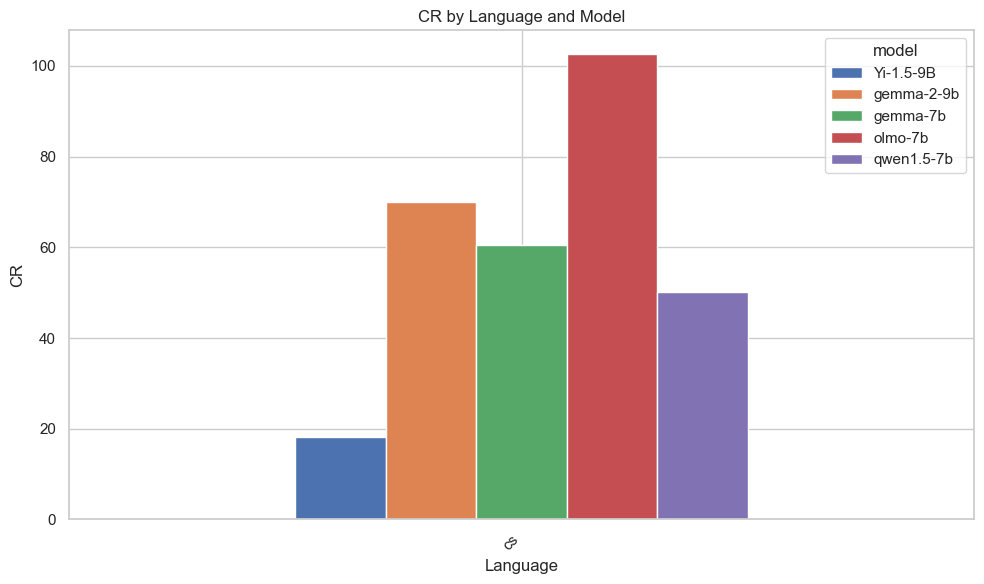 CR by Language and Model
model
Yi-1.5-9B
gemma-2-9b
gemma-7b
olmo-7b
qwen1.5-7b
100
80
60
40
20
0
CR
cs
Language